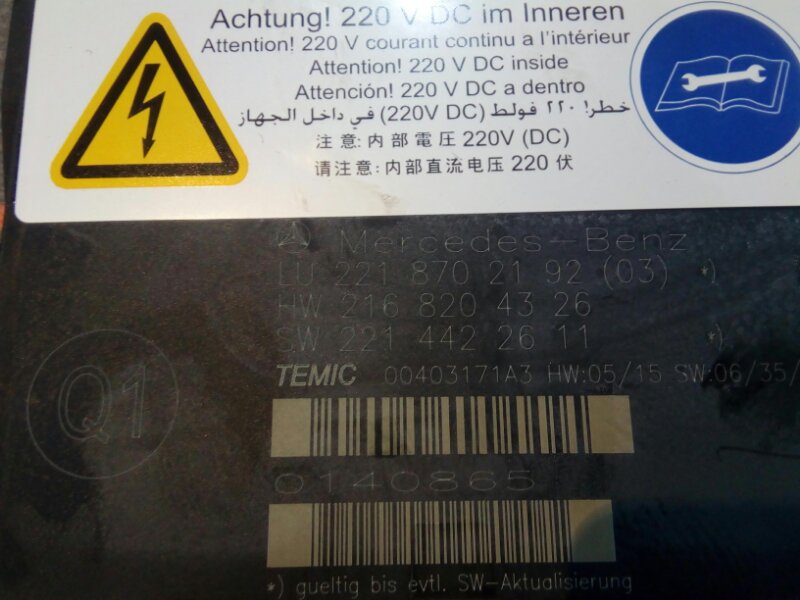 Achtung! 220 V DC im Inneren
Attention! 220 V courant continu a l'intérieur
Attention! 220 V DC inside
Atención! 220 V DC a dentro
خطر! ٢٢٠ فولط (220V DC) في داخل الجهاز
注意: 内部電圧 220V (DC)
请注意: 内部直流电压 220 伏
Mercedes-Benz
LU 221 870 21 92 (03) *)
HW 216 820 43 26
SW 221 442 26 11 *)
Q1
TEMIC 00403171A3 HW:05/15 SW:06/35/
0140865
*) gueltig bis evtl. SW-Aktualisierung